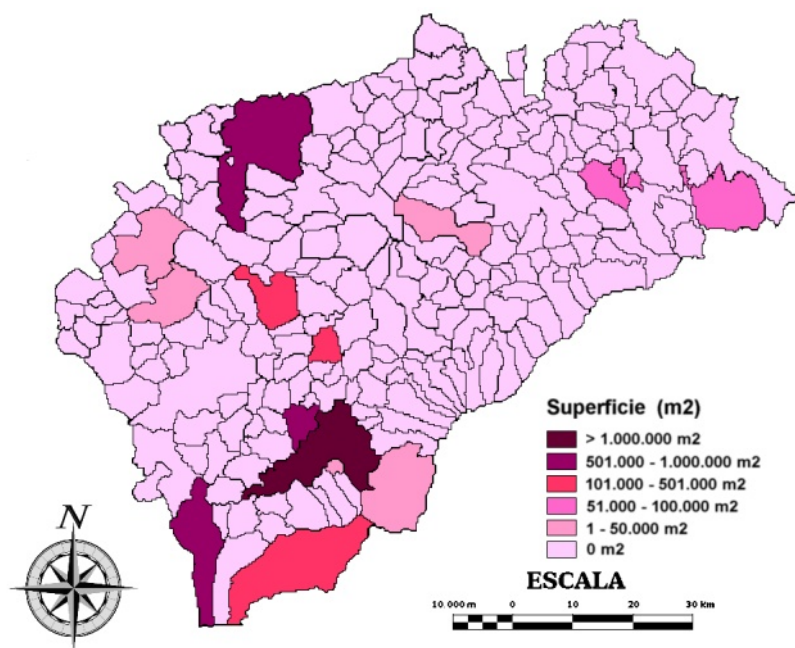 Superficie (m2)
> 1.000.000 m2
501.000 - 1.000.000 m2
101.000 - 501.000 m2
51.000 - 100.000 m2
1 - 50.000 m2
0 m2
N
ESCALA
10.000 m 0 10 20 30 km